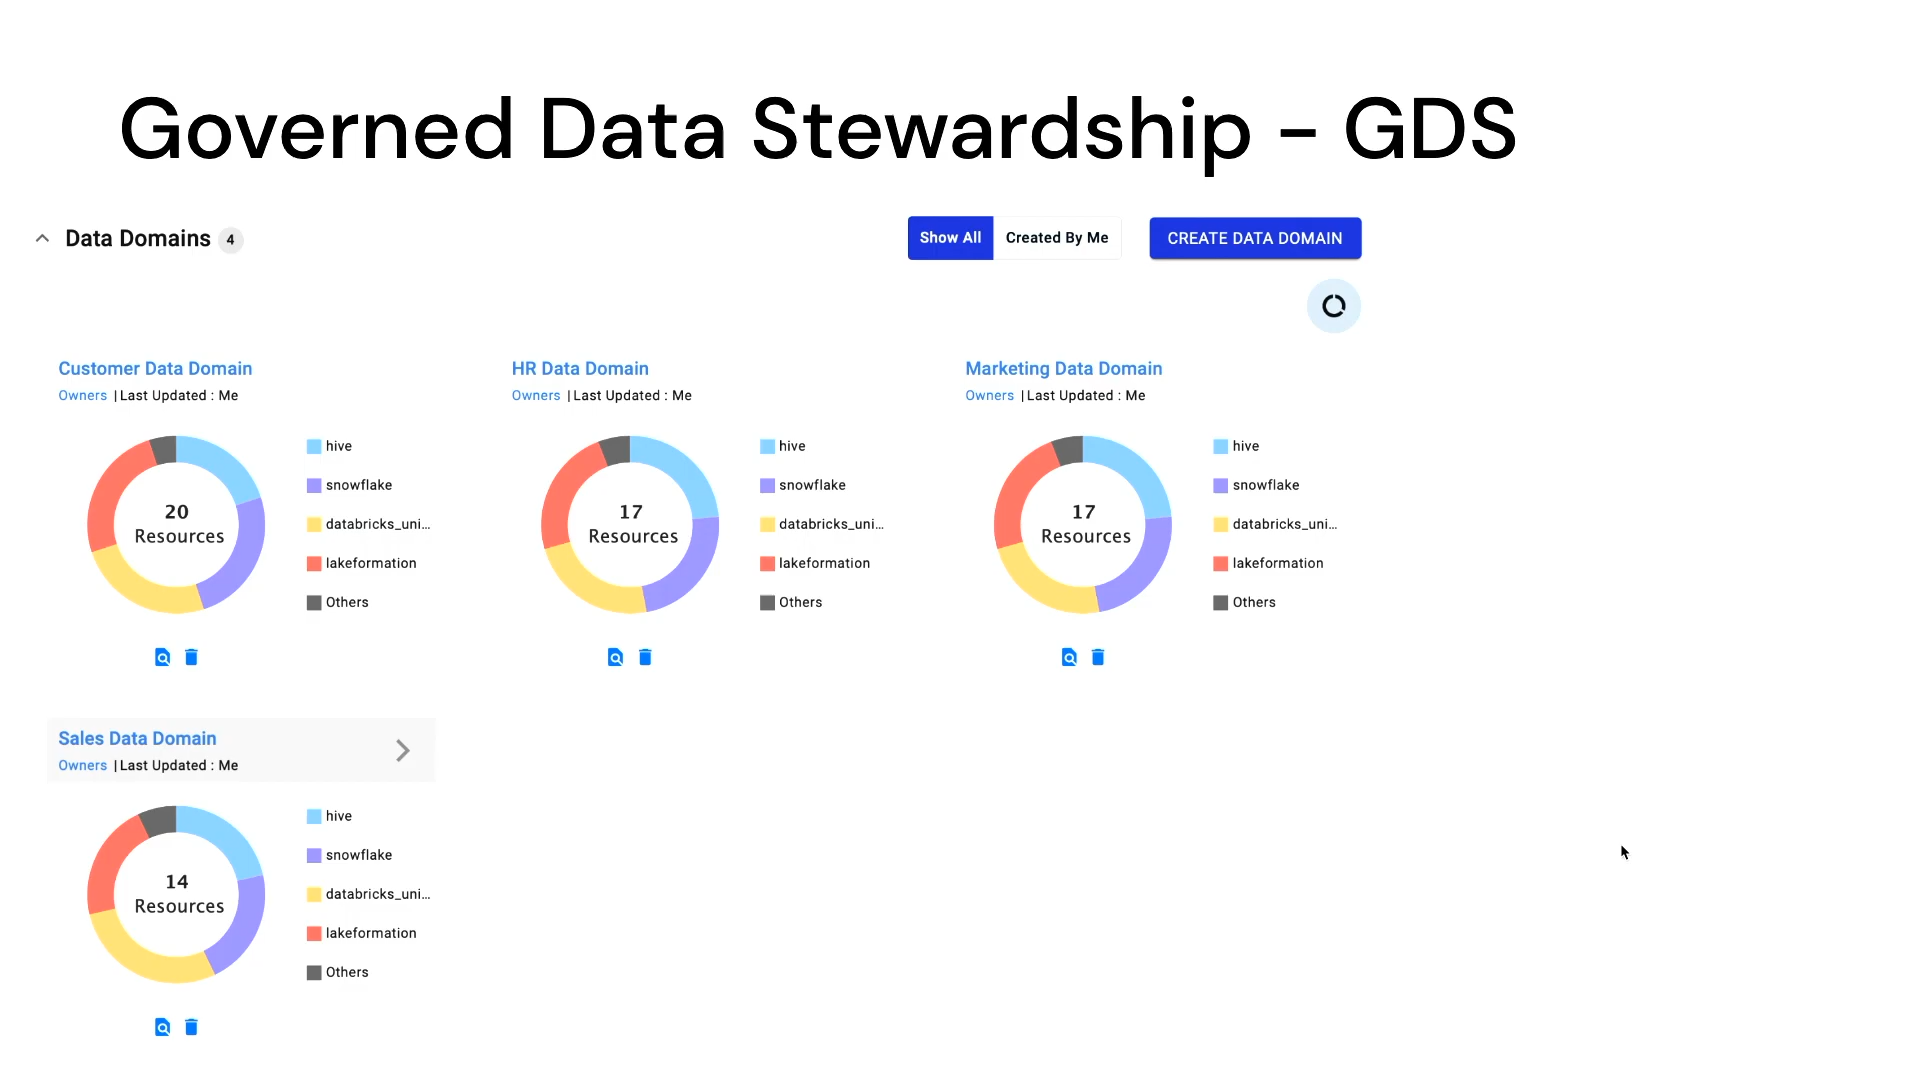 Governed Data Stewardship - GDS
Data Domains 4
Show All Created By Me CREATE DATA DOMAIN
Customer Data Domain
Owners | Last Updated : Me
20
Resources
hive
snowflake
databricks_uni...
lakeformation
Others
HR Data Domain
Owners | Last Updated : Me
17
Resources
hive
snowflake
databricks_uni...
lakeformation
Others
Marketing Data Domain
Owners | Last Updated : Me
17
Resources
hive
snowflake
databricks_uni...
lakeformation
Others
Sales Data Domain
Owners | Last Updated : Me
14
Resources
hive
snowflake
databricks_uni...
lakeformation
Others